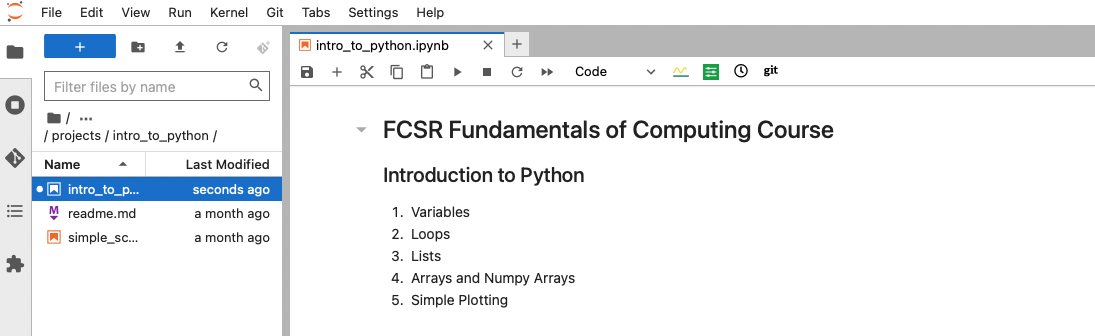 File Edit View Run Kernel Git Tabs Settings Help
+
Filter files by name
/ ...
/ projects / intro_to_python /
Name Last Modified
intro_to_p... seconds ago
readme.md a month ago
simple_sc... a month ago
intro_to_python.ipynb
Code git
FCSR Fundamentals of Computing Course
Introduction to Python
1. Variables
2. Loops
3. Lists
4. Arrays and Numpy Arrays
5. Simple Plotting